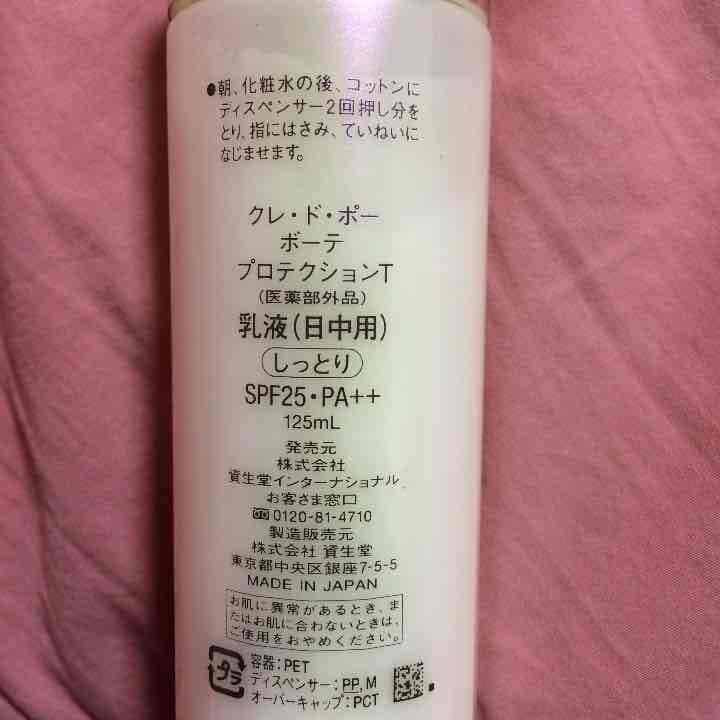 ●朝、化粧水の後、コットンに
ディスペンサー2回押し分を
とり、指にはさみ、ていねいに
なじませます。
クレ・ド・ポー
ボーテ
プロテクションT
(医薬部外品)
乳液(日中用)
しっとり
SPF25・PA++
125mL
発売元
株式会社
資生堂インターナショナル
お客さま窓口
0120-81-4710
製造販売元
株式会社 資生堂
東京都中央区銀座7-5-5
MADE IN JAPAN
お肌に異常があるとき、ま
たはお肌に合わないときは、
ご使用をおやめください。
プラ
容器:PET
ディスペンサー:PP,M
オーバーキャップ:PCT